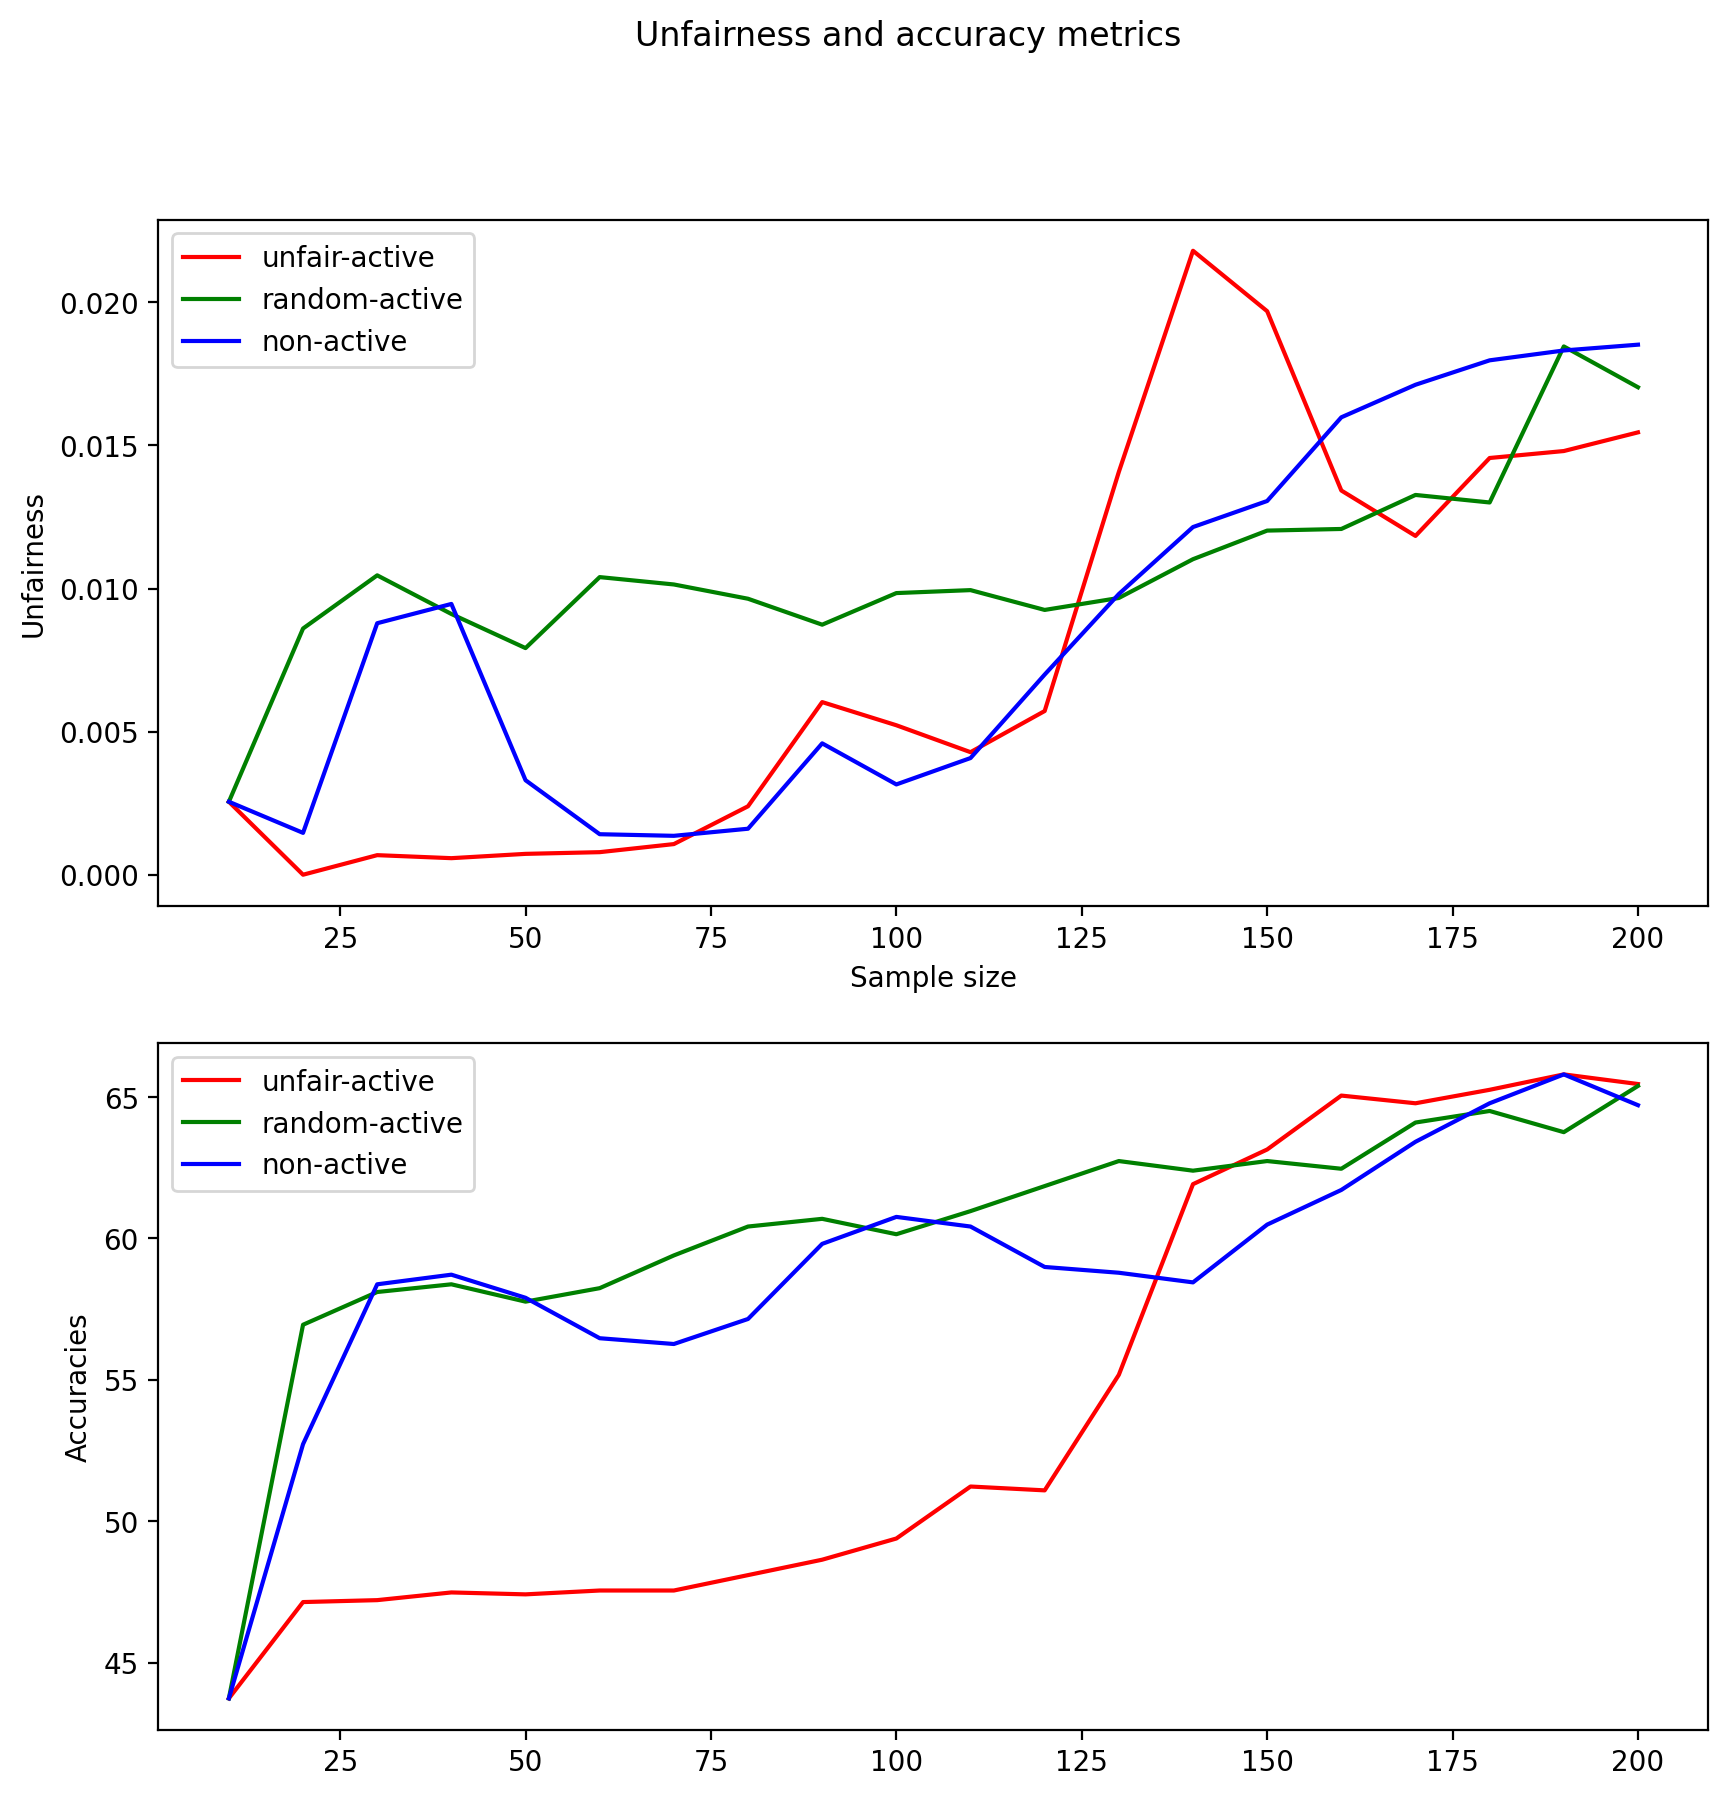 Unfairness and accuracy metrics
unfair-active
random-active
non-active
0.020
0.015
0.010
0.005
0.000
Unfairness
25 50 75 100 125 150 175 200
Sample size
unfair-active
random-active
non-active
65
60
55
50
45
Accuracies
25 50 75 100 125 150 175 200